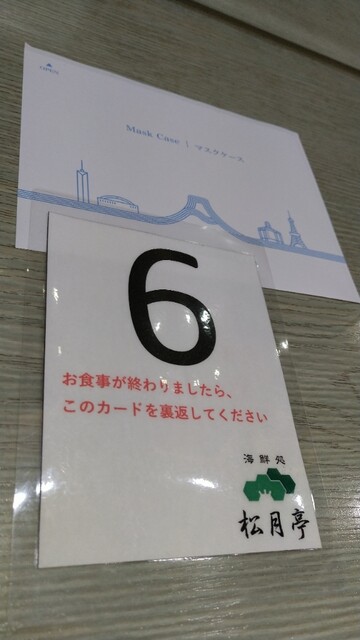 OPEN
Mask Case | マスクケース
6
お食事が終わりましたら、
このカードを裏返してください
海鮮処
松月亭